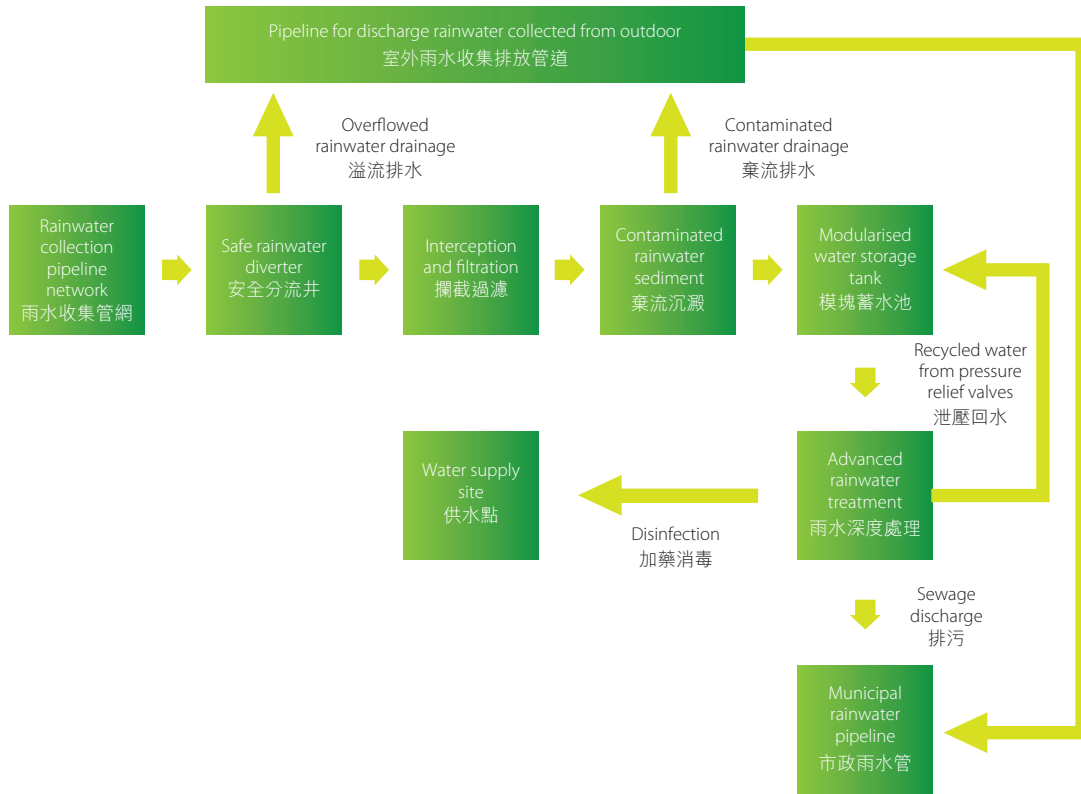 Pipeline for discharge rainwater collected from outdoor
室外雨水收集排放管道
Overflowed
rainwater drainage
溢流排水
Contaminated
rainwater drainage
棄流排水
Rainwater
collection
pipeline
network
雨水收集管網
Safe rainwater
diverter
安全分流井
Interception
and filtration
攔截過濾
Contaminated
rainwater
sediment
棄流沉澱
Modularised
water storage
tank
模塊蓄水池
Recycled water
from pressure
relief valves
泄壓回水
Water supply
site
供水點
Disinfection
加藥消毒
Advanced
rainwater
treatment
雨水深度處理
Sewage
discharge
排污
Municipal
rainwater
pipeline
市政雨水管